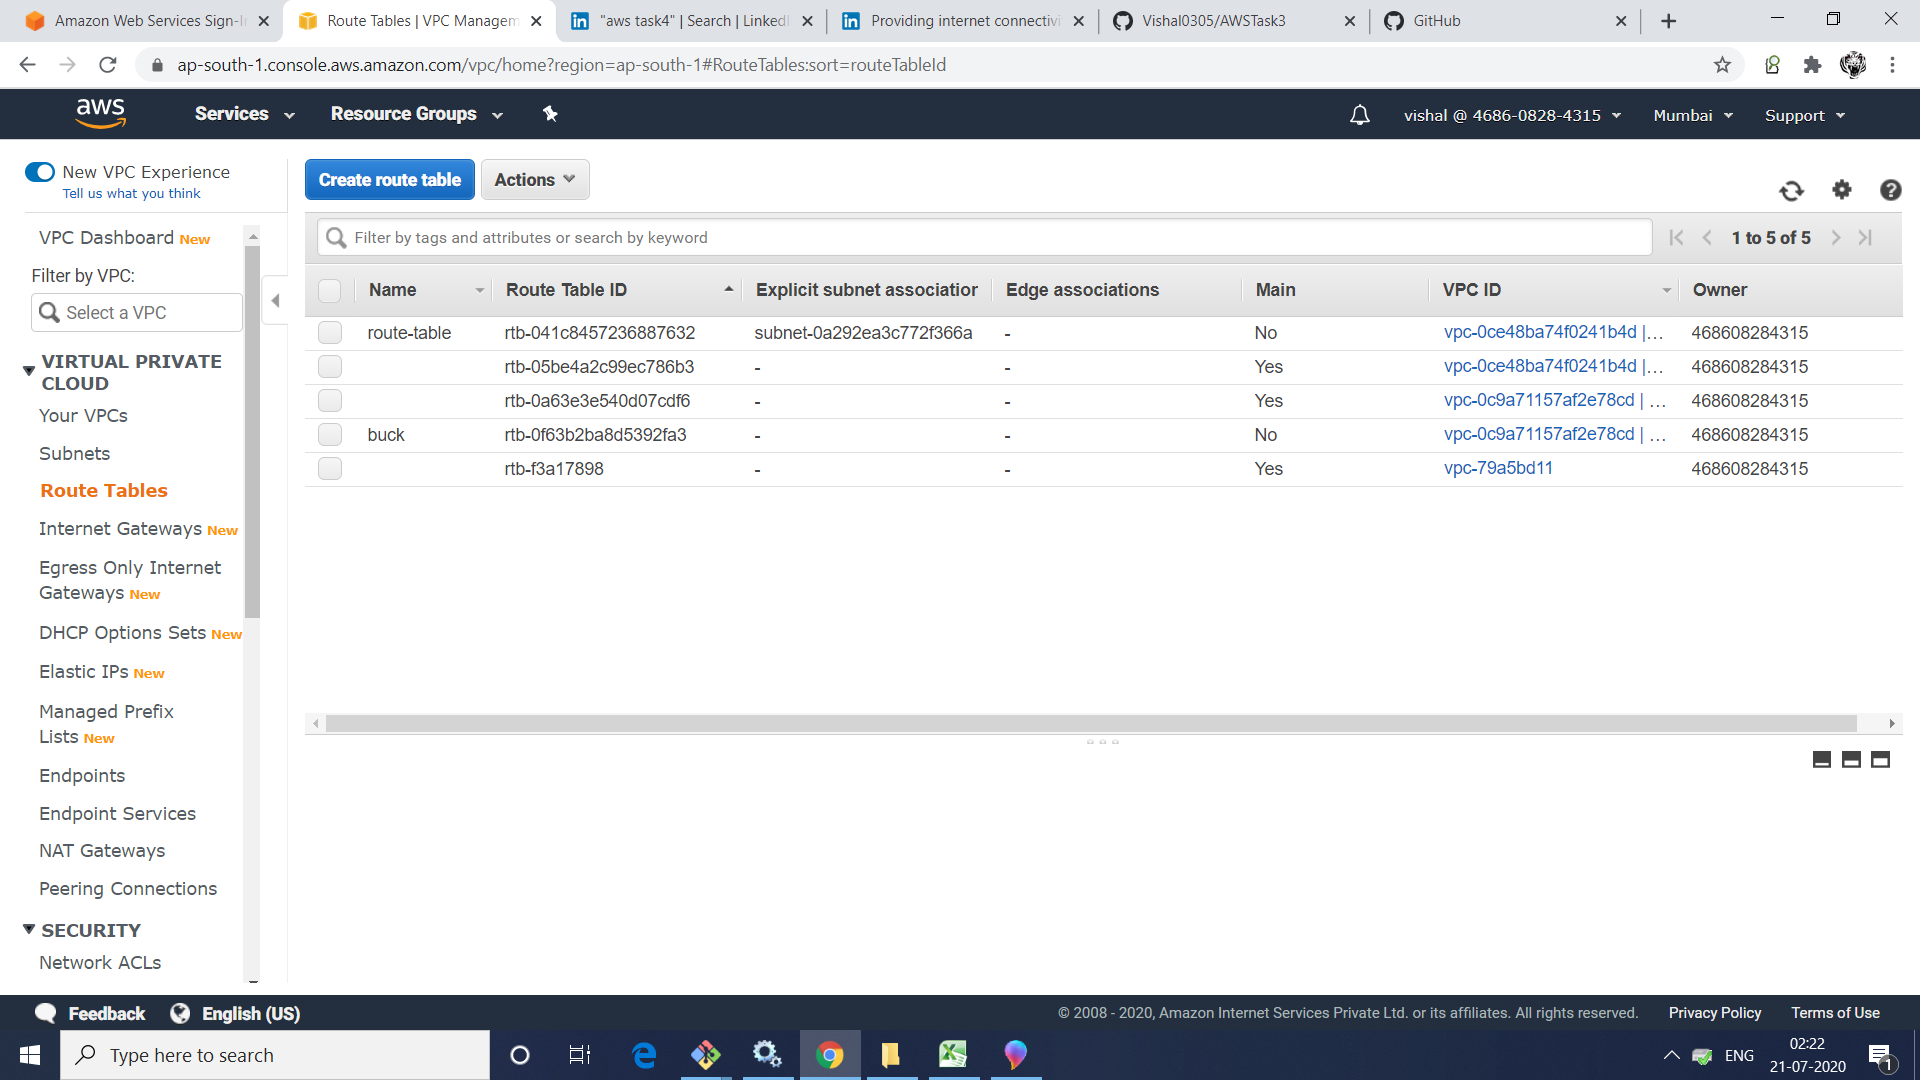 Amazon Web Services Sign-In
Route Tables | VPC Managem
"aws task4" | Search | LinkedI
Providing internet connectivi
Vishal0305/AWSTask3
GitHub
ap-south-1.console.aws.amazon.com/vpc/home?region=ap-south-1#RouteTables:sort=routeTableId
aws
Services
Resource Groups
vishal @ 4686-0828-4315
Mumbai
Support
New VPC Experience
Tell us what you think
Create route table
Actions
VPC Dashboard New
Filter by VPC:
Select a VPC
VIRTUAL PRIVATE
CLOUD
Your VPCs
Subnets
Route Tables
Internet Gateways New
Egress Only Internet
Gateways New
DHCP Options Sets New
Elastic IPs New
Managed Prefix
Lists New
Endpoints
Endpoint Services
NAT Gateways
Peering Connections
SECURITY
Network ACLs
Filter by tags and attributes or search by keyword
1 to 5 of 5
Name Route Table ID Explicit subnet association Edge associations Main VPC ID Owner
route-table rtb-041c8457236887632 subnet-0a292ea3c772f366a - No vpc-0ce48ba74f0241b4d |... 468608284315
rtb-05be4a2c99ec786b3 - - Yes vpc-0ce48ba74f0241b4d |... 468608284315
rtb-0a63e3e540d07cdf6 - - Yes vpc-0c9a71157af2e78cd | ... 468608284315
buck rtb-0f63b2ba8d5392fa3 - - No vpc-0c9a71157af2e78cd | ... 468608284315
rtb-f3a17898 - - Yes vpc-79a5bd11 468608284315
Feedback
English (US)
© 2008 - 2020, Amazon Internet Services Private Ltd. or its affiliates. All rights reserved.
Privacy Policy
Terms of Use
Type here to search
ENG
02:22
21-07-2020
1